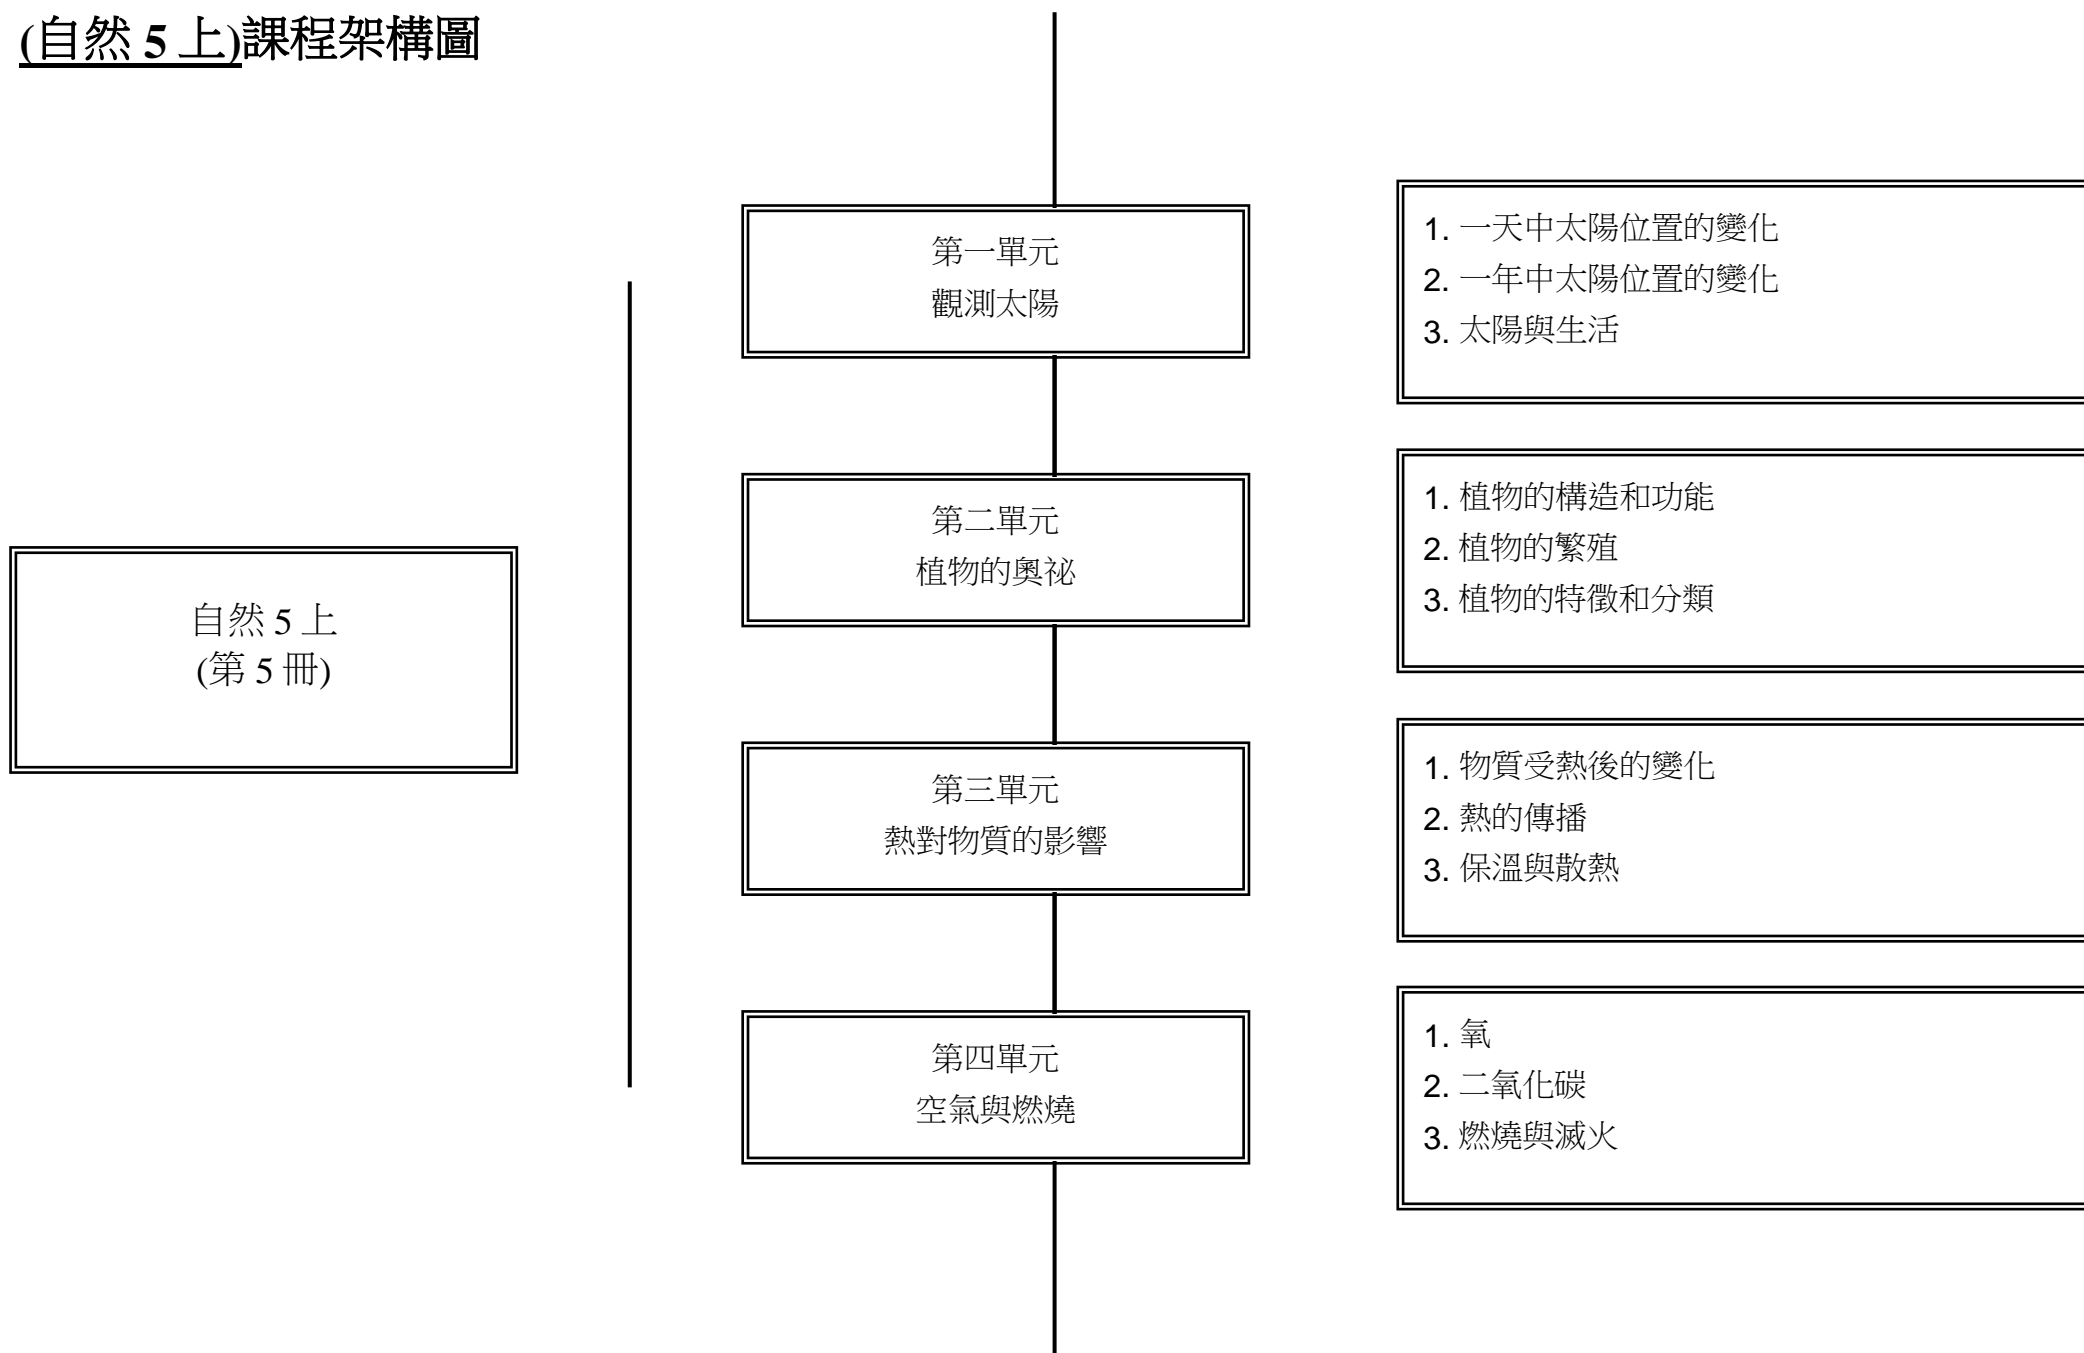 (自然 5 上)課程架構圖
自然 5 上
(第 5 冊)
第一單元
觀測太陽
1. 一天中太陽位置的變化
2. 一年中太陽位置的變化
3. 太陽與生活
第二單元
植物的奧祕
1. 植物的構造和功能
2. 植物的繁殖
3. 植物的特徵和分類
第三單元
熱對物質的影響
1. 物質受熱後的變化
2. 熱的傳播
3. 保溫與散熱
第四單元
空氣與燃燒
1. 氧
2. 二氧化碳
3. 燃燒與滅火